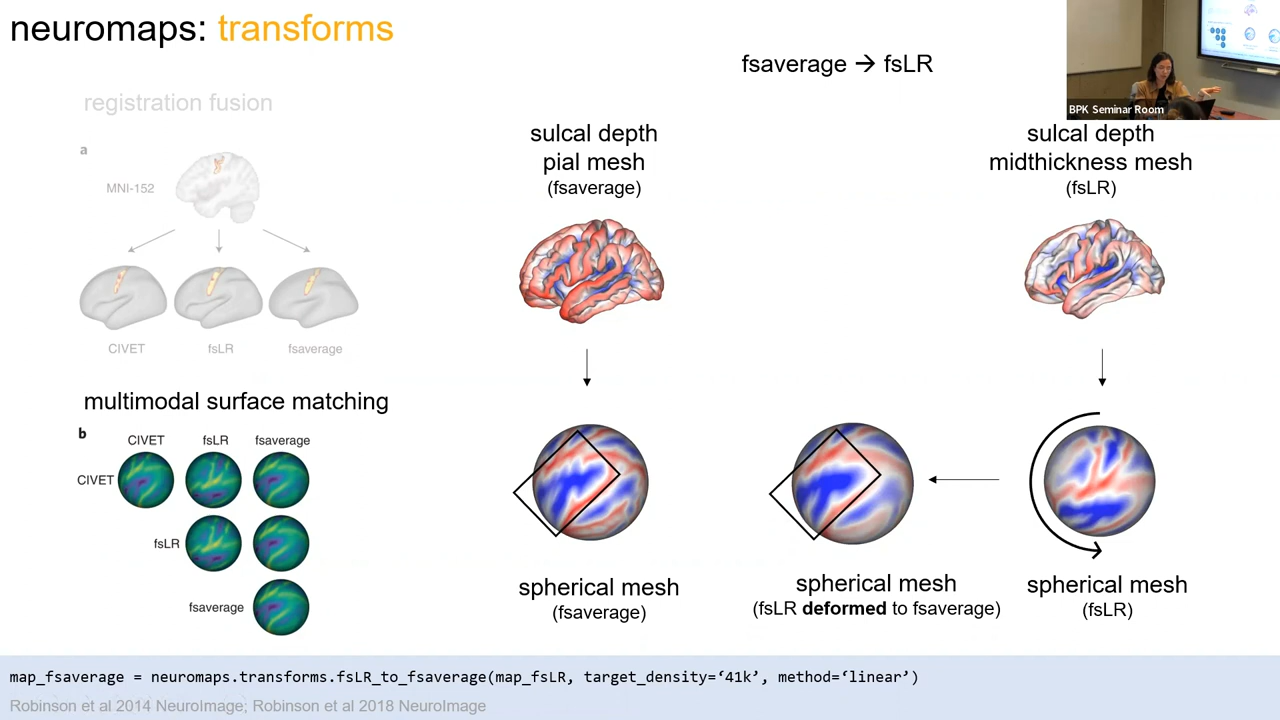 neuromaps: transforms
fsaverage → fsLR
BPK Seminar Room
registration fusion
a
MNI-152
CIVET
fsLR
fsaverage
multimodal surface matching
b
CIVET
fsLR
fsaverage
CIVET
fsLR
fsaverage
sulcal depth
pial mesh
(fsaverage)
sulcal depth
midthickness mesh
(fsLR)
spherical mesh
(fsaverage)
spherical mesh
(fsLR deformed to fsaverage)
spherical mesh
(fsLR)
map_fsaverage = neuromaps.transforms.fsLR_to_fsaverage(map_fsLR, target_density=‘41k’, method=‘linear’)
Robinson et al 2014 NeuroImage; Robinson et al 2018 NeuroImage